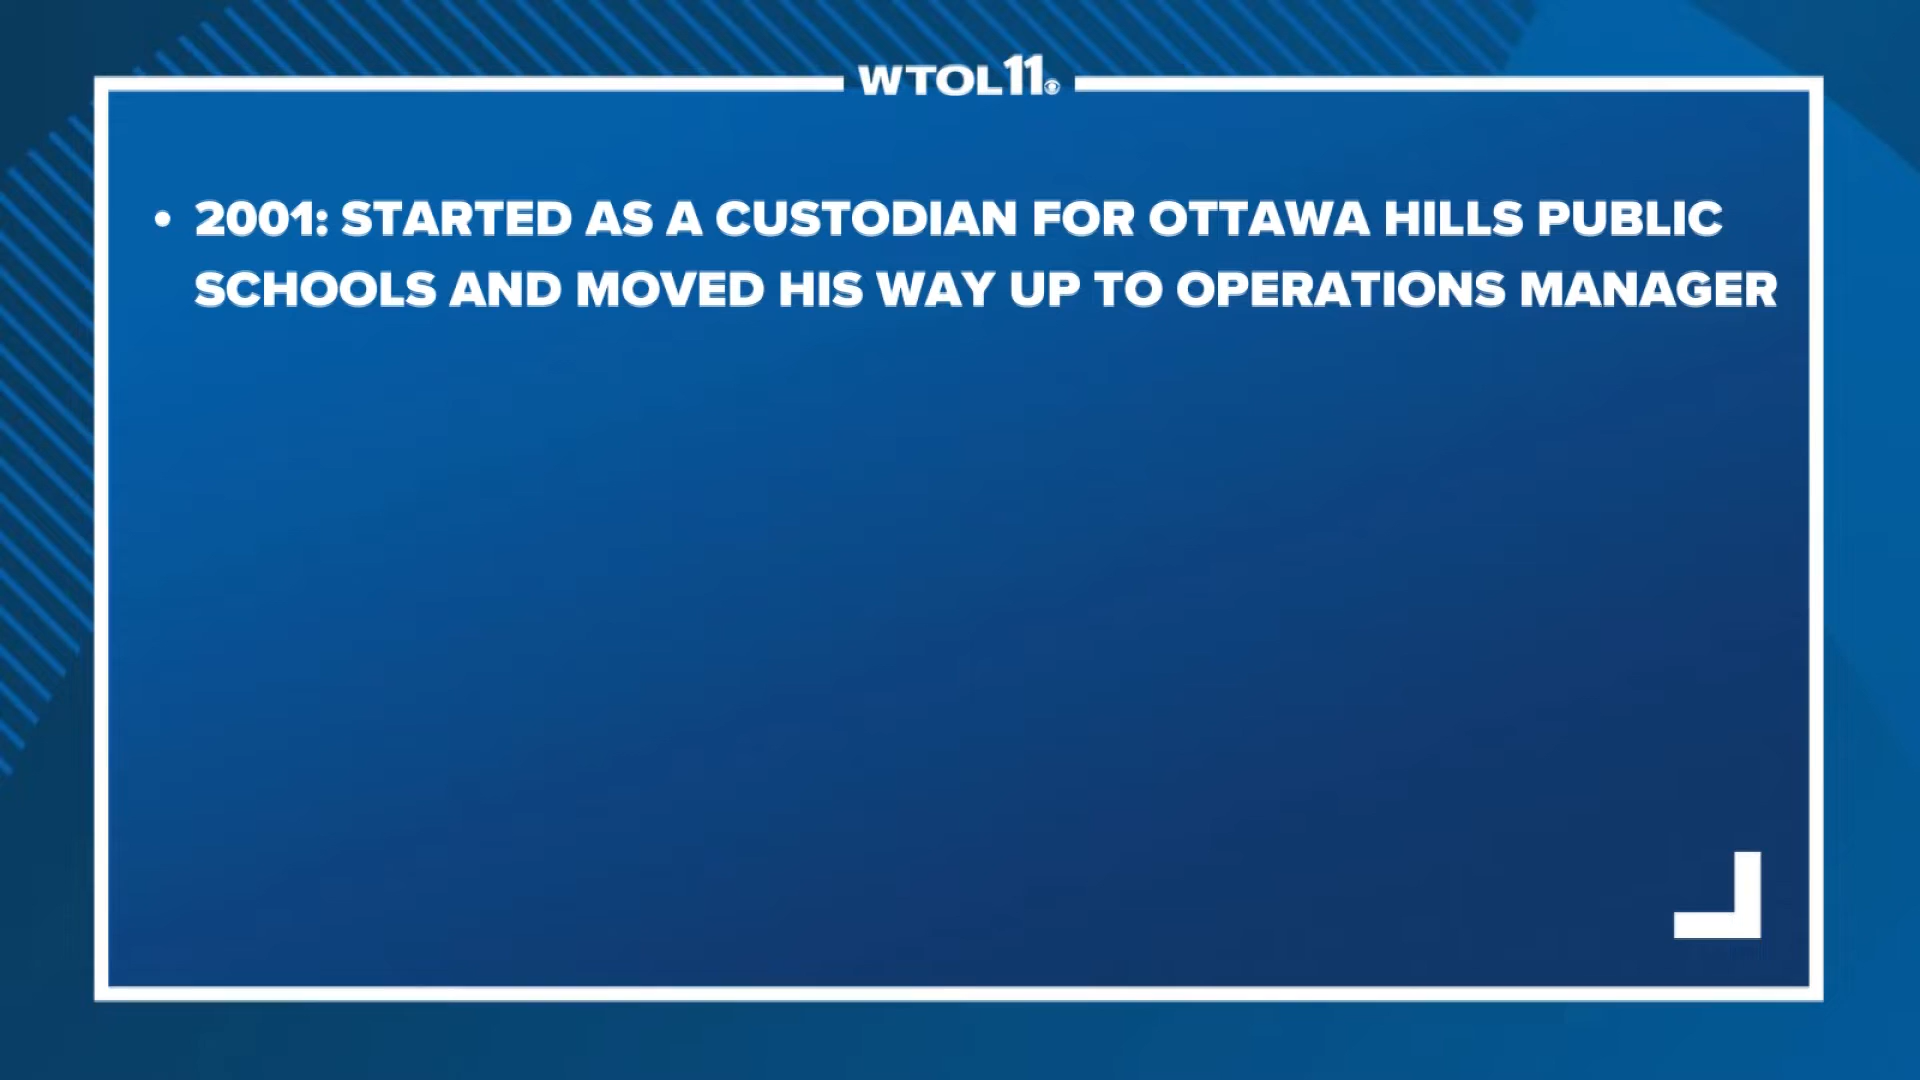 WTOL11
• 2001: STARTED AS A CUSTODIAN FOR OTTAWA HILLS PUBLIC
SCHOOLS AND MOVED HIS WAY UP TO OPERATIONS MANAGER